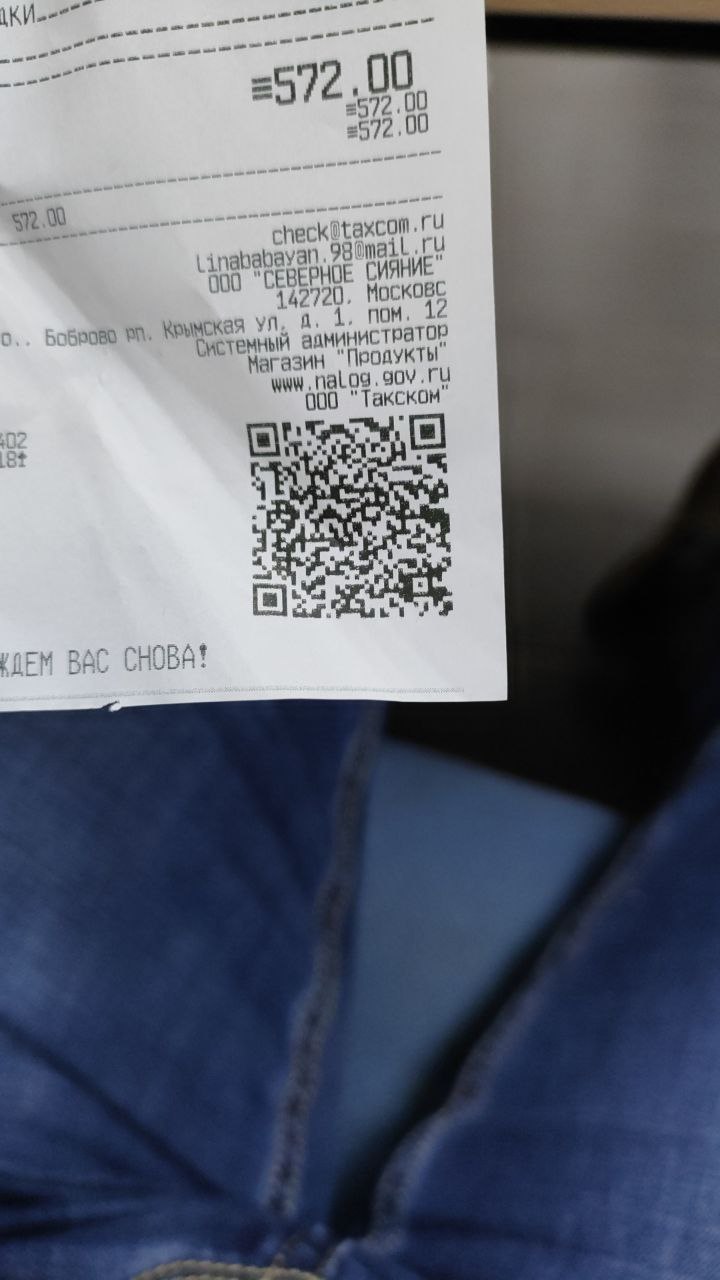 ДКИ
≡572.00
≡572.00
≡572.00
572.00
check@taxcom.ru
linababayan.98@mail.ru
ООО "СЕВЕРНОЕ СИЯНИЕ"
142720, Московс
о., Боброво рп, Крымская ул, д. 1, пом. 12
Системный администратор
Магазин "Продукты"
www.nalog.gov.ru
ООО "Такском"
402
18†
ЖДЕМ ВАС СНОВА!